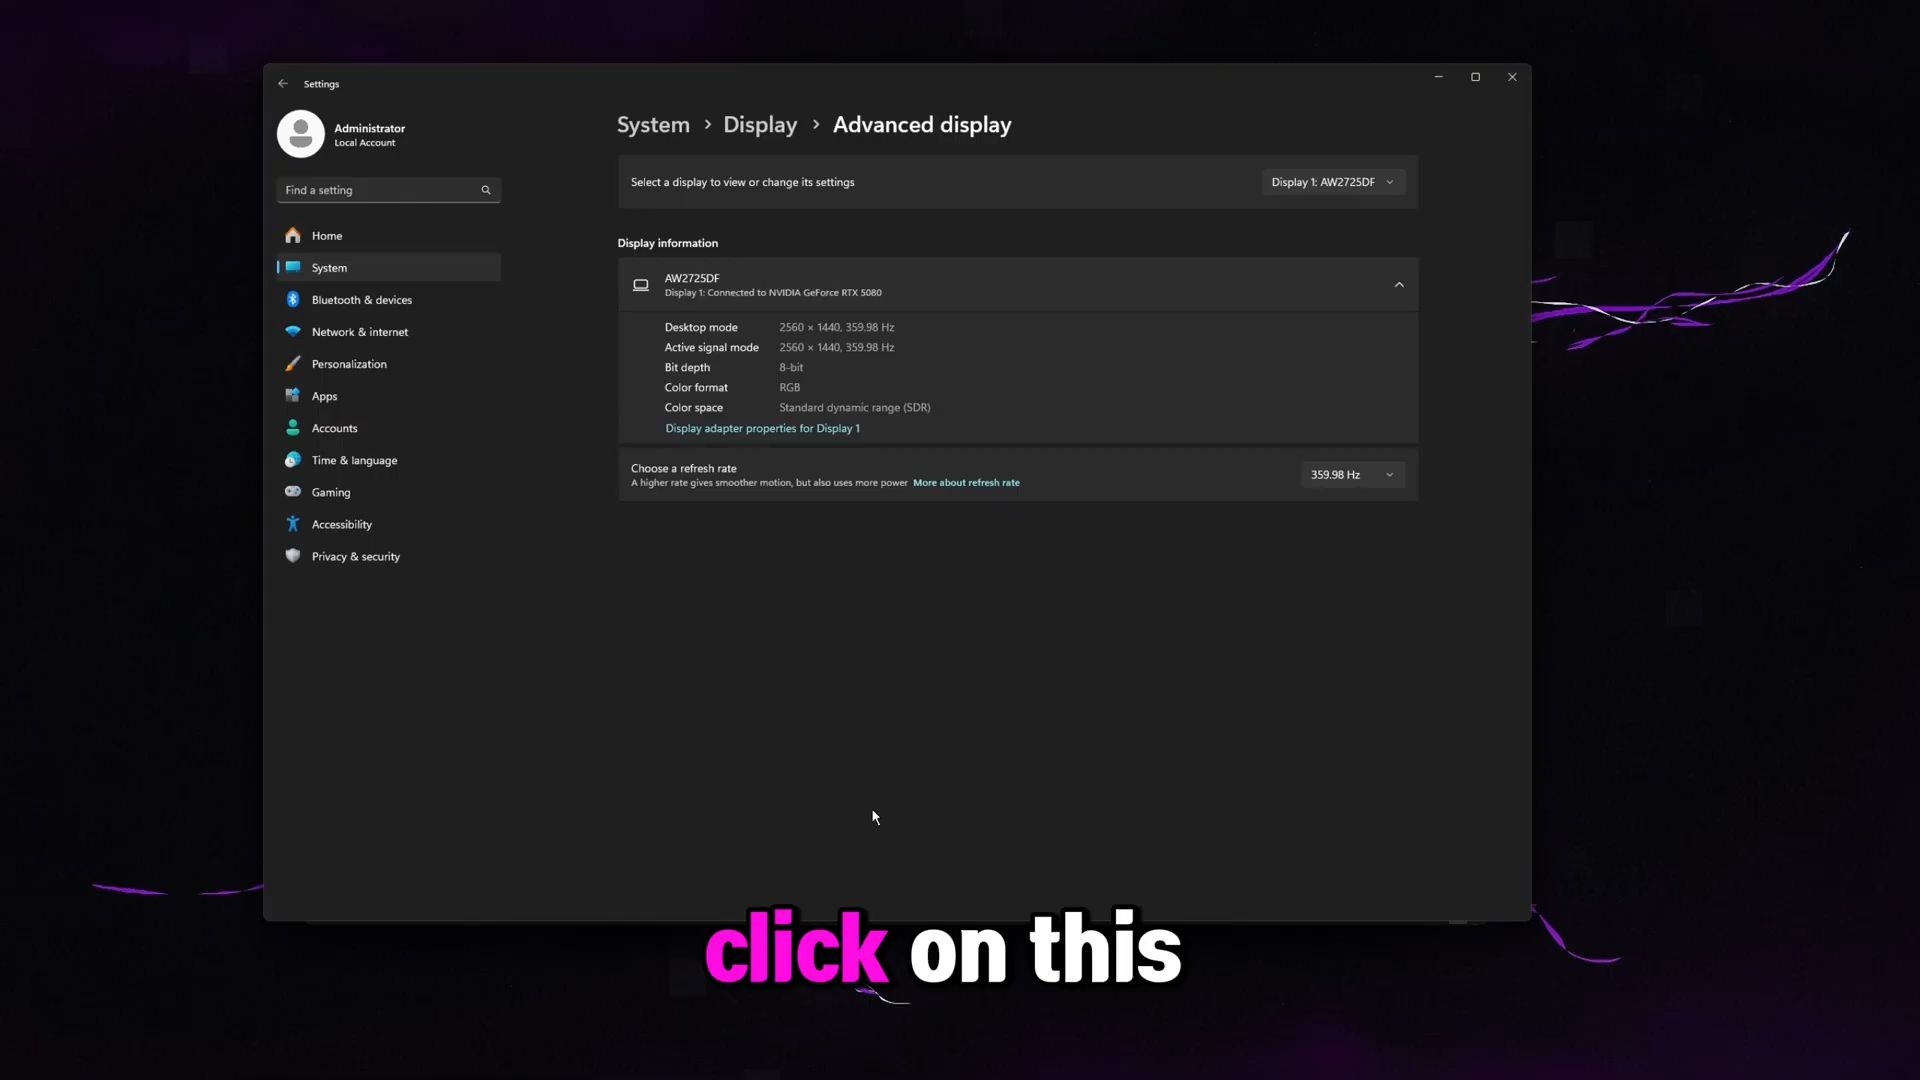 Settings
Administrator
Local Account
Find a setting
Home
System
Bluetooth & devices
Network & internet
Personalization
Apps
Accounts
Time & language
Gaming
Accessibility
Privacy & security
System > Display > Advanced display
Select a display to view or change its settings
Display 1: AW2725DF
Display information
AW2725DF
Display 1: Connected to NVIDIA GeForce RTX 5080
Desktop mode 2560 × 1440, 359.98 Hz
Active signal mode 2560 × 1440, 359.98 Hz
Bit depth 8-bit
Color format RGB
Color space Standard dynamic range (SDR)
Display adapter properties for Display 1
Choose a refresh rate
A higher rate gives smoother motion, but also uses more power More about refresh rate
359.98 Hz
click on this